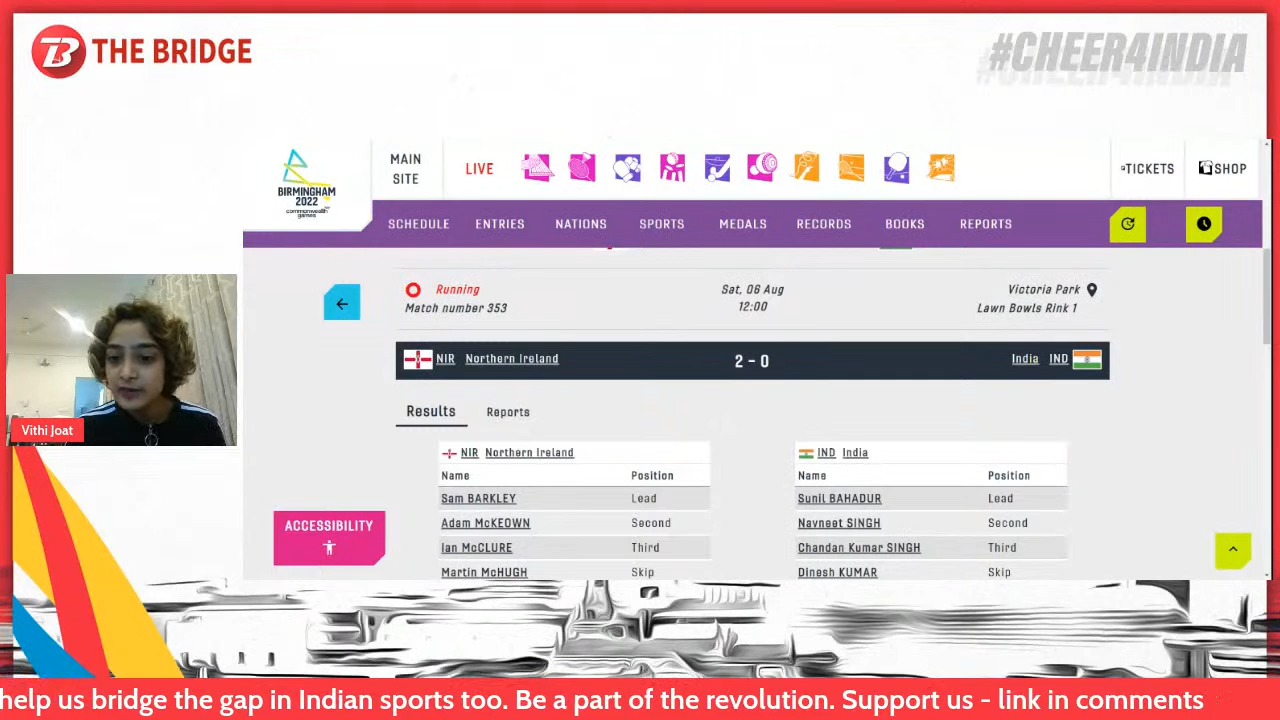 THE BRIDGE
#CHEER4INDIA
BIRMINGHAM
2022
commonwealth
games
MAIN
SITE
LIVE
TICKETS
SHOP
SCHEDULE ENTRIES NATIONS SPORTS MEDALS RECORDS BOOKS REPORTS
Running Sat, 06 Aug Victoria Park
Match number 353 12:00 Lawn Bowls Rink 1
NIR Northern Ireland 2 - 0 India IND
Results Reports
NIR Northern Ireland
Name Position
Sam BARKLEY Lead
Adam McKEOWN Second
Ian McCLURE Third
Martin McHUGH Skip
IND India
Name Position
Sunil BAHADUR Lead
Navneet SINGH Second
Chandan Kumar SINGH Third
Dinesh KUMAR Skip
Vithi Joat
ACCESSIBILITY
help us bridge the gap in Indian sports too. Be a part of the revolution. Support us - link in comments